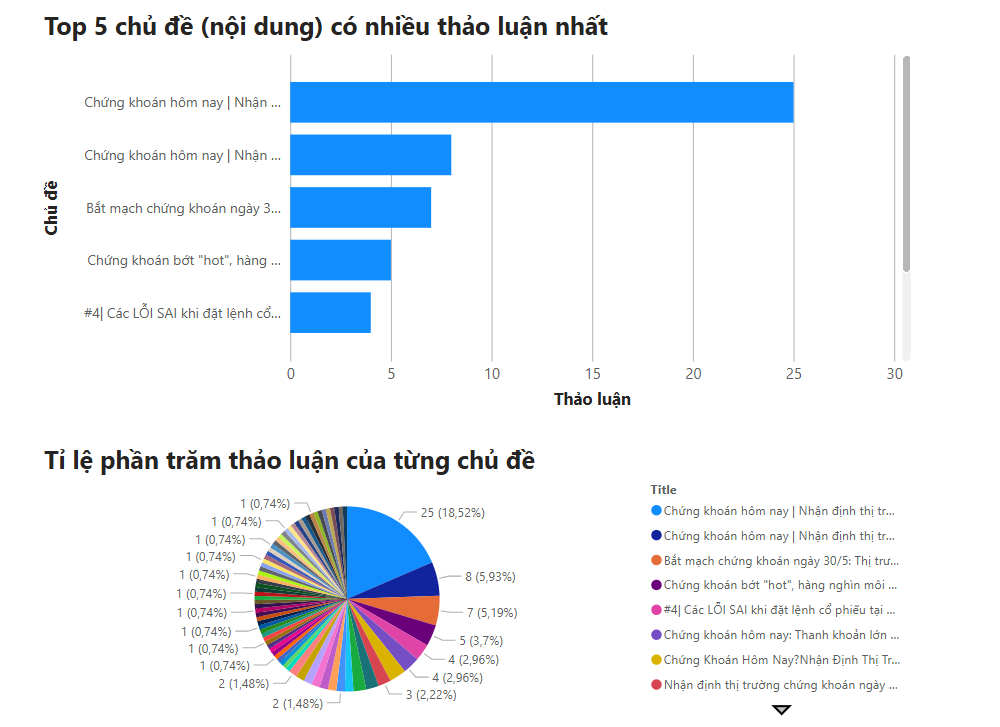 Top 5 chủ đề (nội dung) có nhiều thảo luận nhất
Chủ đề
Chứng khoán hôm nay | Nhận ...
Chứng khoán hôm nay | Nhận ...
Bắt mạch chứng khoán ngày 3...
Chứng khoán bớt "hot", hàng ...
#4| Các LỖI SAI khi đặt lệnh cổ...
0 5 10 15 20 25 30
Thảo luận
Tỉ lệ phần trăm thảo luận của từng chủ đề
25 (18,52%)
8 (5,93%)
7 (5,19%)
5 (3,7%)
4 (2,96%)
4 (2,96%)
3 (2,22%)
2 (1,48%)
2 (1,48%)
1 (0,74%)
1 (0,74%)
1 (0,74%)
1 (0,74%)
1 (0,74%)
1 (0,74%)
1 (0,74%)
1 (0,74%)
1 (0,74%)
1 (0,74%)
Title
Chứng khoán hôm nay | Nhận định thị tr...
Chứng khoán hôm nay | Nhận định thị tr...
Bắt mạch chứng khoán ngày 30/5: Thị trư...
Chứng khoán bớt "hot", hàng nghìn môi ...
#4| Các LỖI SAI khi đặt lệnh cổ phiếu tại ...
Chứng khoán hôm nay: Thanh khoản lớn ...
Chứng Khoán Hôm Nay?Nhận Định Thị Tr...
Nhận định thị trường chứng khoán ngày ...